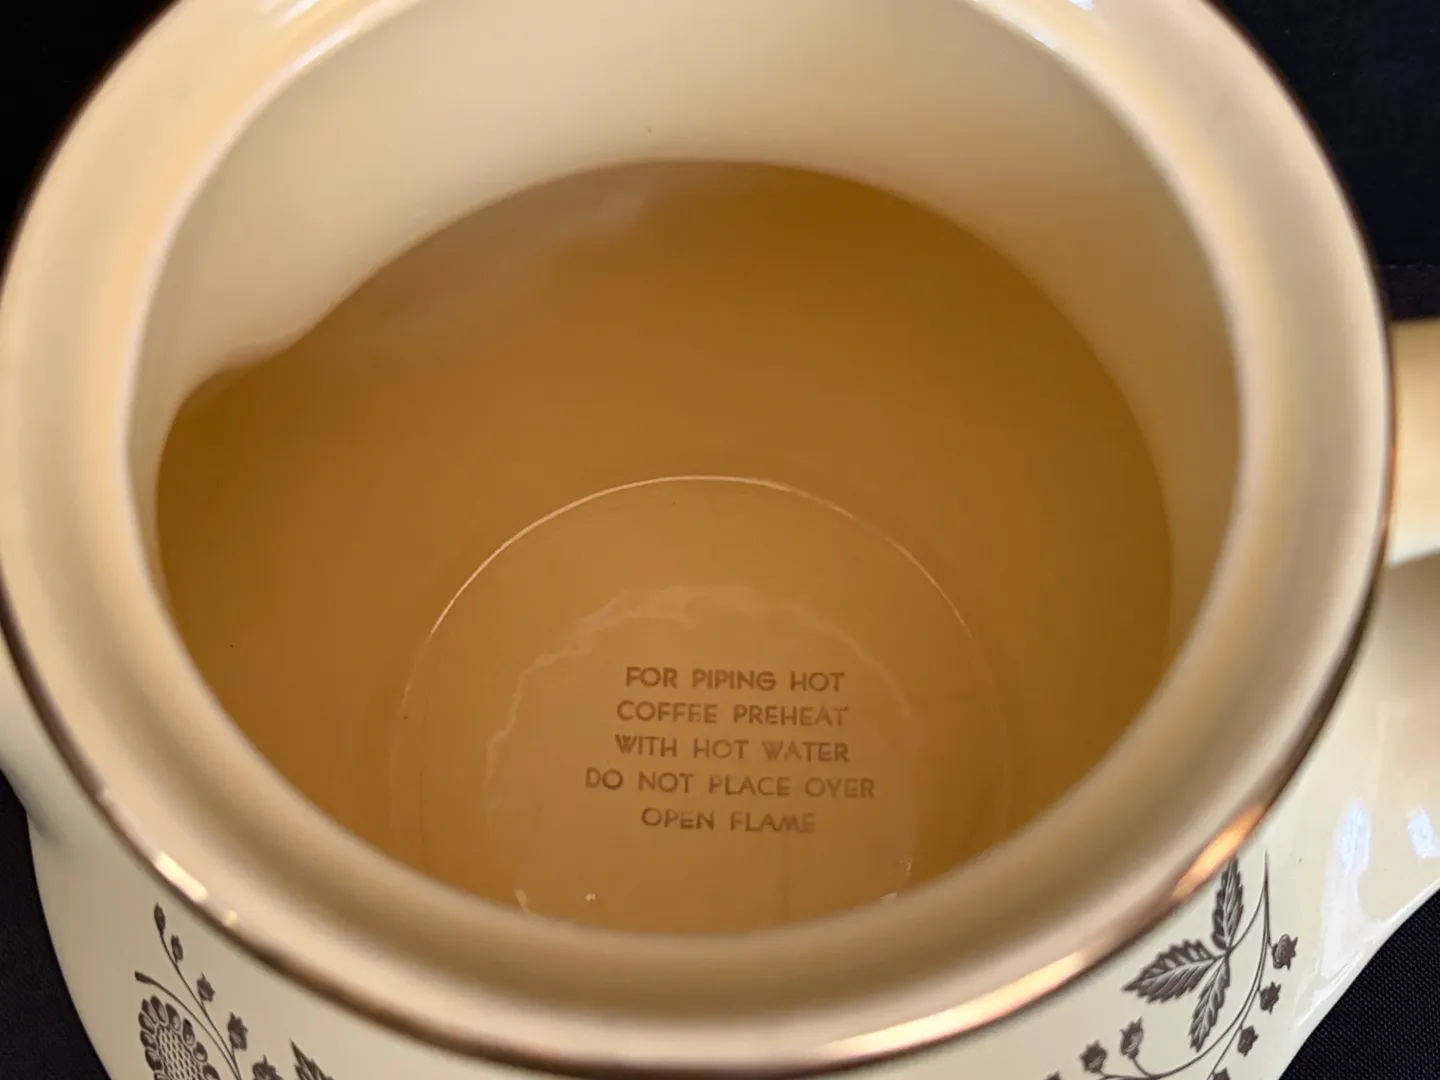 FOR PIPING HOT
COFFEE PREHEAT
WITH HOT WATER
DO NOT PLACE OVER
OPEN FLAME